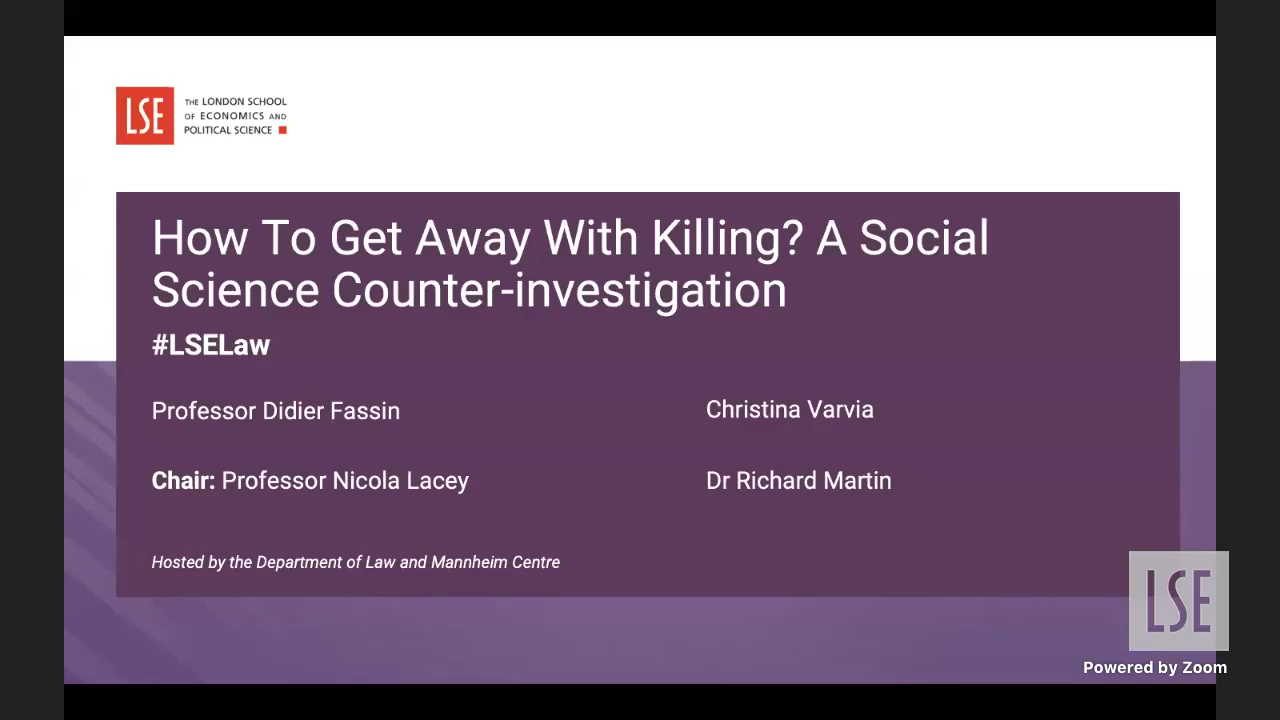 LSE
THE LONDON SCHOOL
OF ECONOMICS AND
POLITICAL SCIENCE
How To Get Away With Killing? A Social
Science Counter-investigation
#LSELaw
Professor Didier Fassin
Christina Varvia
Chair: Professor Nicola Lacey
Dr Richard Martin
Hosted by the Department of Law and Mannheim Centre
LSE
Powered by Zoom